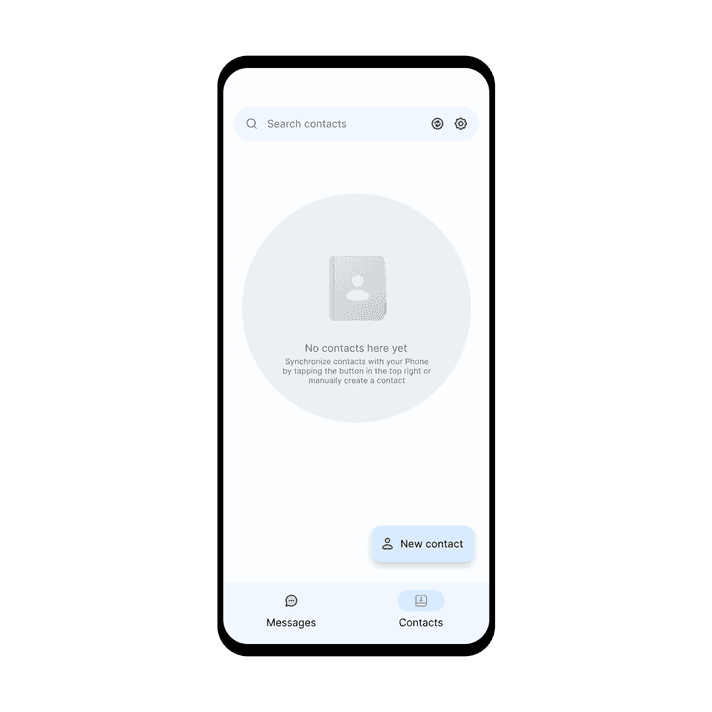 Search contacts
No contacts here yet
Synchronize contacts with your Phone
by tapping the button in the top right or
manually create a contact
New contact
Messages
Contacts